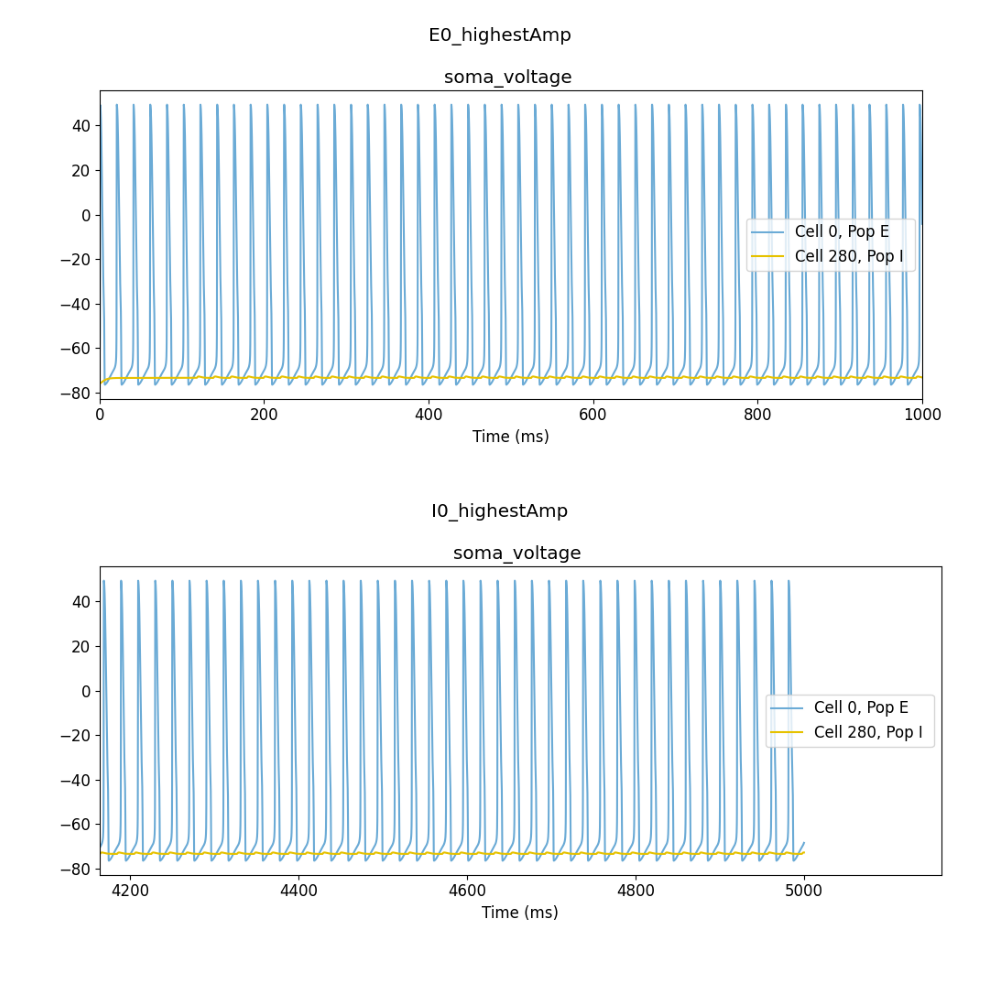 E0_highestAmp
soma_voltage
40
20
0
−20
−40
−60
−80
Cell 0, Pop E
Cell 280, Pop I
0 200 400 600 800 1000
Time (ms)
I0_highestAmp
soma_voltage
40
20
0
−20
−40
−60
−80
Cell 0, Pop E
Cell 280, Pop I
4200 4400 4600 4800 5000
Time (ms)